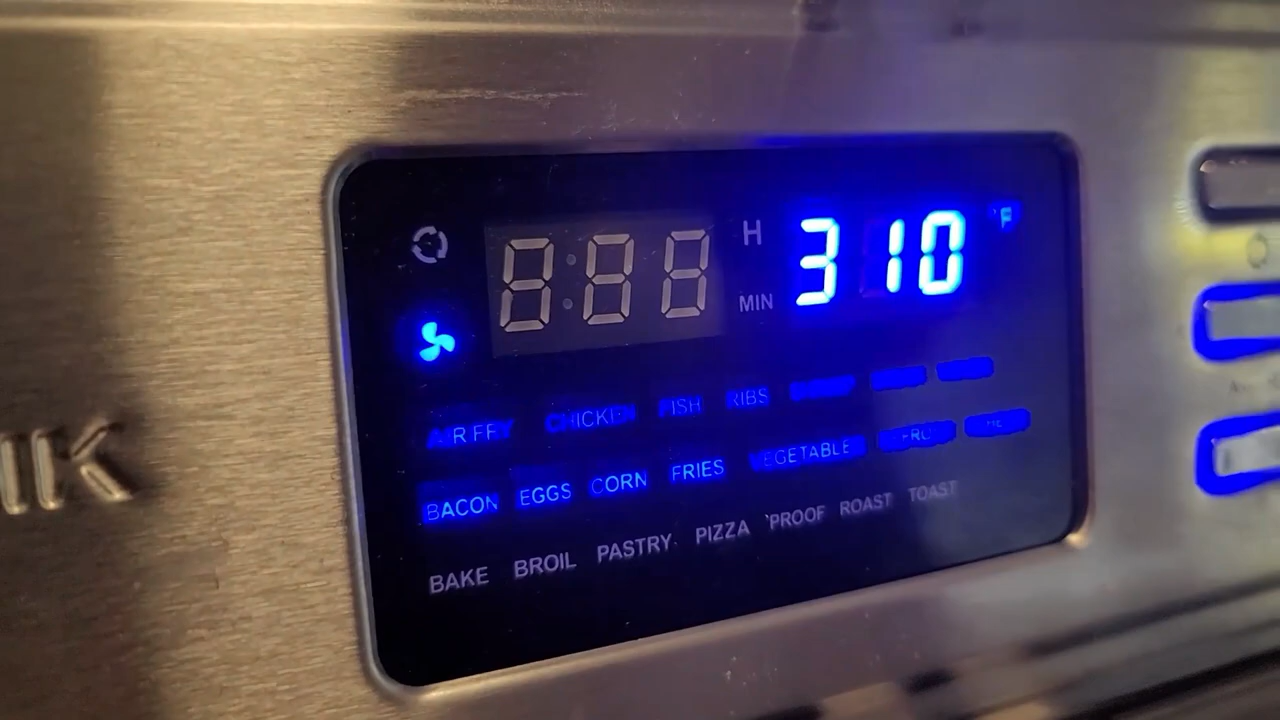 8:88 H 310 °F
MIN
AIR FRY CHICKEN FISH RIBS
BACON EGGS CORN FRIES VEGETABLE
BAKE BROIL PASTRY PIZZA PROOF ROAST TOAST
IK